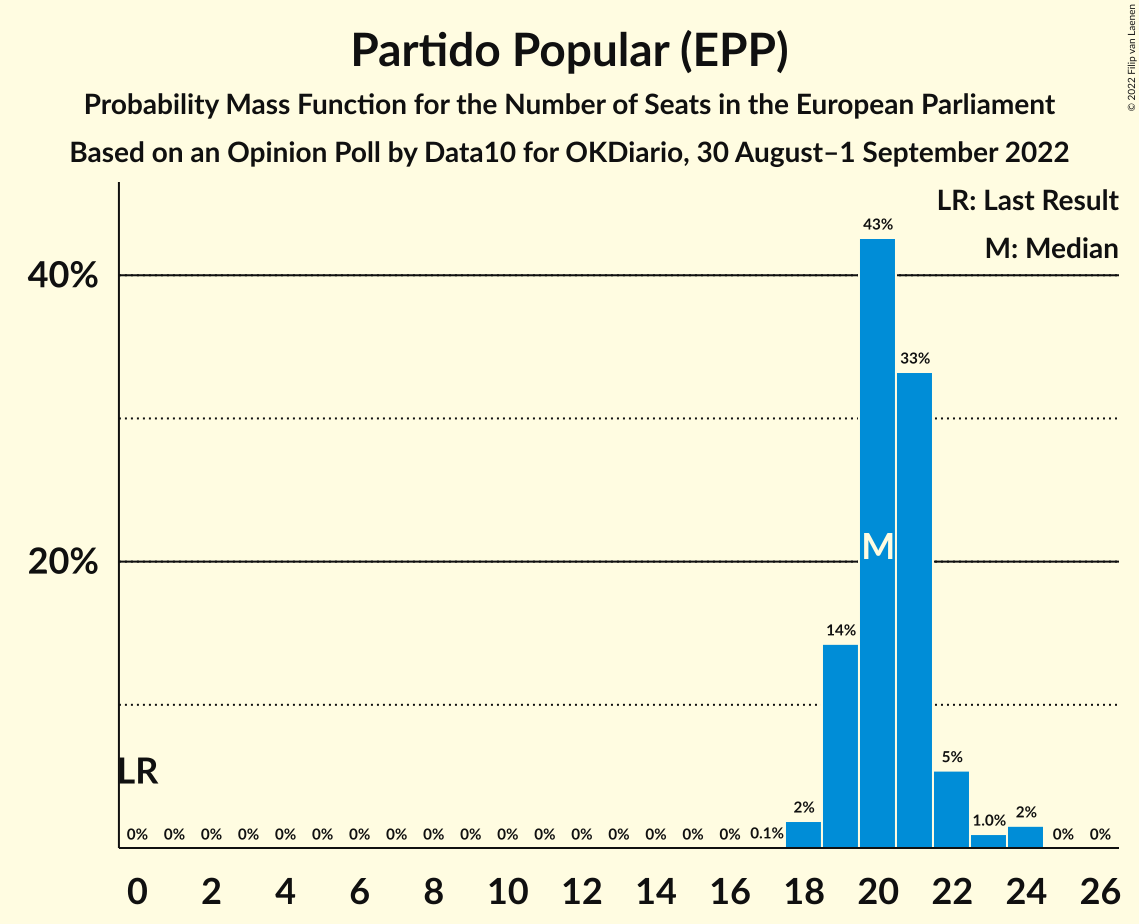 Partido Popular (EPP)
Probability Mass Function for the Number of Seats in the European Parliament
Based on an Opinion Poll by Data10 for OKDiario, 30 August–1 September 2022
© 2022 Filip van Laenen
LR: Last Result
M: Median
40%
20%
43%
33%
14%
5%
2%
1.0%
2%
M
LR
0% 0% 0% 0% 0% 0% 0% 0% 0% 0% 0% 0% 0% 0% 0% 0% 0% 0.1% 0% 0%
0 2 4 6 8 10 12 14 16 18 20 22 24 26